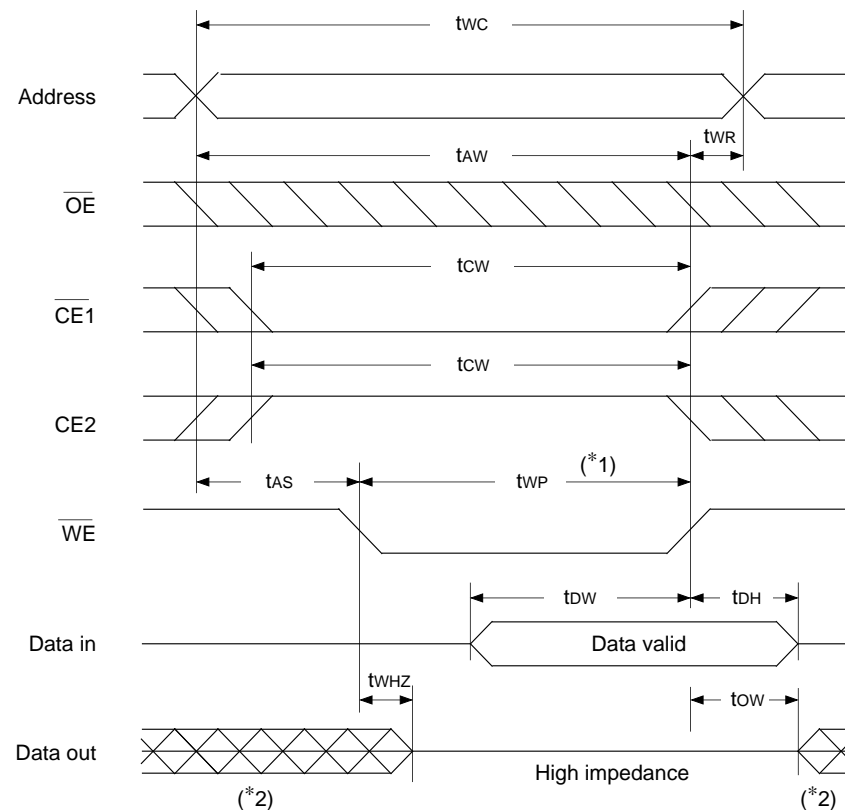 tWC
Address
tAW
tWR
OE
tCW
CE1
tCW
CE2
tAS
tWP
(*1)
WE
tDW
tDH
Data in
Data valid
tWHZ
tOW
Data out
High impedance
(*2)
(*2)